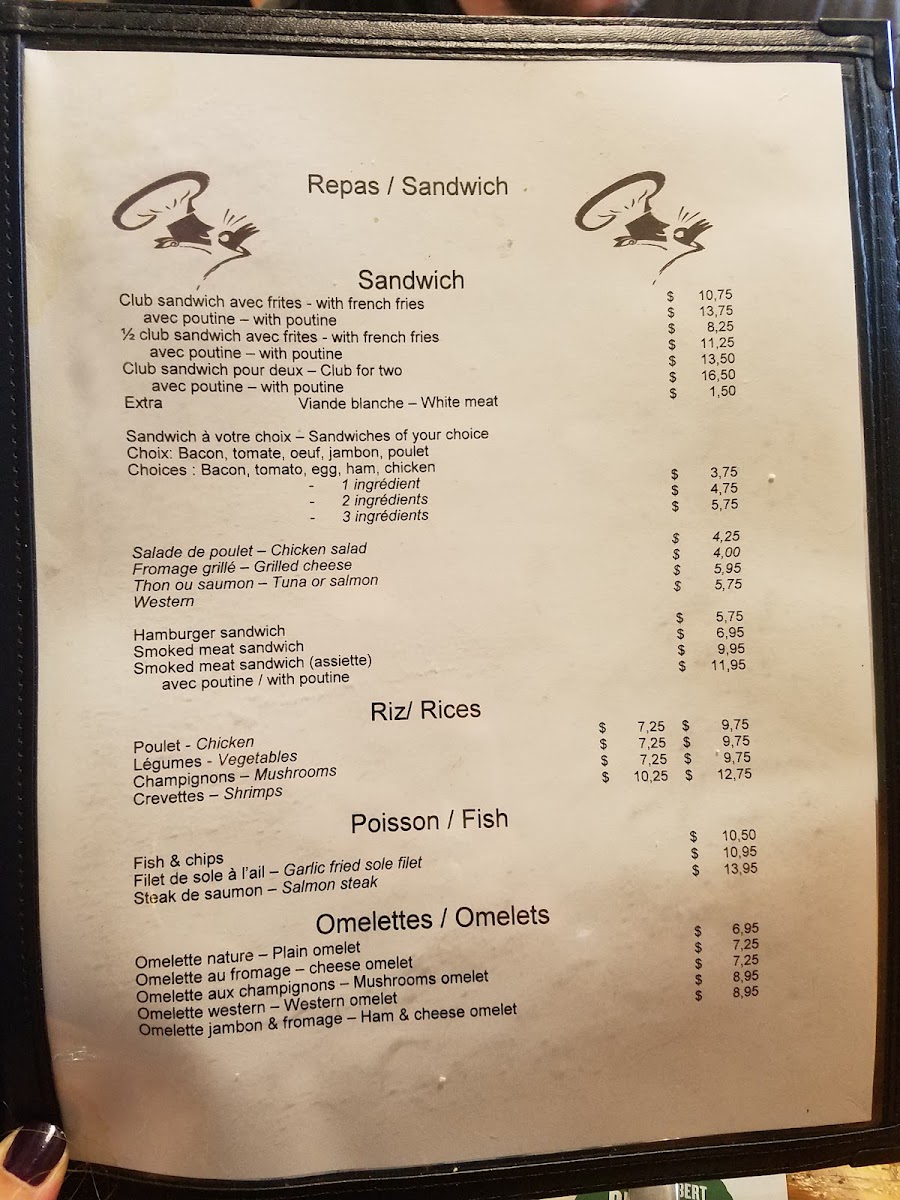 Repas / Sandwich
Sandwich
Club sandwich avec frites - with french fries $ 10,75
avec poutine – with poutine $ 13,75
½ club sandwich avec frites - with french fries $ 8,25
avec poutine – with poutine $ 11,25
Club sandwich pour deux – Club for two $ 13,50
avec poutine – with poutine $ 16,50
Extra Viande blanche – White meat $ 1,50
Sandwich à votre choix – Sandwiches of your choice
Choix: Bacon, tomate, oeuf, jambon, poulet
Choices : Bacon, tomato, egg, ham, chicken
- 1 ingrédient $ 3,75
- 2 ingrédients $ 4,75
- 3 ingrédients $ 5,75
Salade de poulet – Chicken salad $ 4,25
Fromage grillé – Grilled cheese $ 4,00
Thon ou saumon – Tuna or salmon $ 5,95
Western $ 5,75
Hamburger sandwich $ 5,75
Smoked meat sandwich $ 6,95
Smoked meat sandwich (assiette) $ 9,95
avec poutine / with poutine $ 11,95
Riz/ Rices
Poulet - Chicken $ 7,25 $ 9,75
Légumes - Vegetables $ 7,25 $ 9,75
Champignons – Mushrooms $ 7,25 $ 9,75
Crevettes – Shrimps $ 10,25 $ 12,75
Poisson / Fish
Fish & chips $ 10,50
Filet de sole à l'ail – Garlic fried sole filet $ 10,95
Steak de saumon – Salmon steak $ 13,95
Omelettes / Omelets
Omelette nature – Plain omelet $ 6,95
Omelette au fromage – cheese omelet $ 7,25
Omelette aux champignons – Mushrooms omelet $ 7,25
Omelette western – Western omelet $ 8,95
Omelette jambon & fromage – Ham & cheese omelet $ 8,95